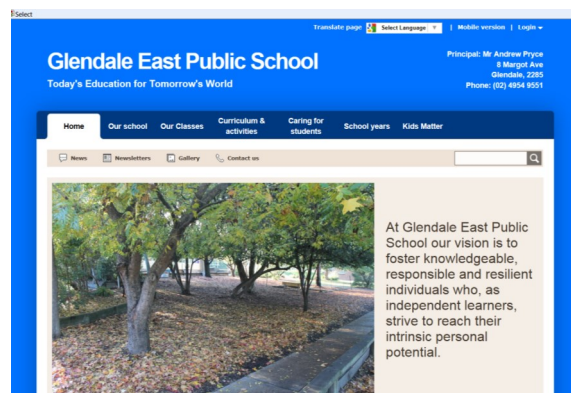 Select
Translate page Select Language ▼ | Mobile version | Login
Glendale East Public School
Today's Education for Tomorrow's World
Principal: Mr Andrew Pryce
8 Margot Ave
Glendale, 2285
Phone: (02) 4954 9551
Home Our school Our Classes Curriculum & activities Caring for students School years Kids Matter
News Newsletters Gallery Contact us
At Glendale East Public
School our vision is to
foster knowledgeable,
responsible and resilient
individuals who, as
independent learners,
strive to reach their
intrinsic personal
potential.